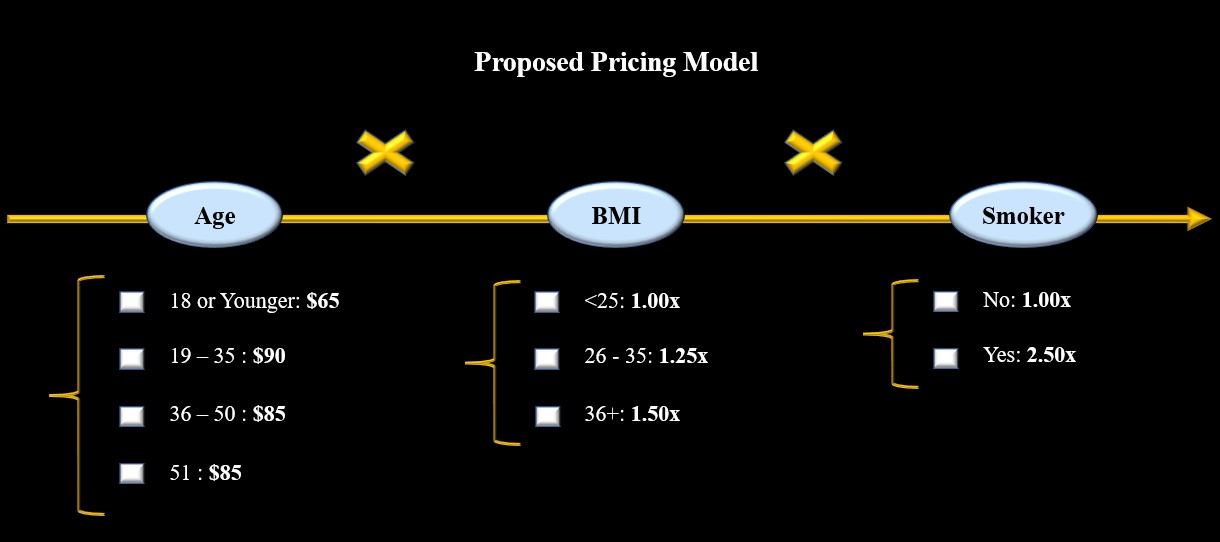 Proposed Pricing Model
Age
BMI
Smoker
18 or Younger: $65
19 – 35 : $90
36 – 50 : $85
51 : $85
<25: 1.00x
26 - 35: 1.25x
36+: 1.50x
No: 1.00x
Yes: 2.50x